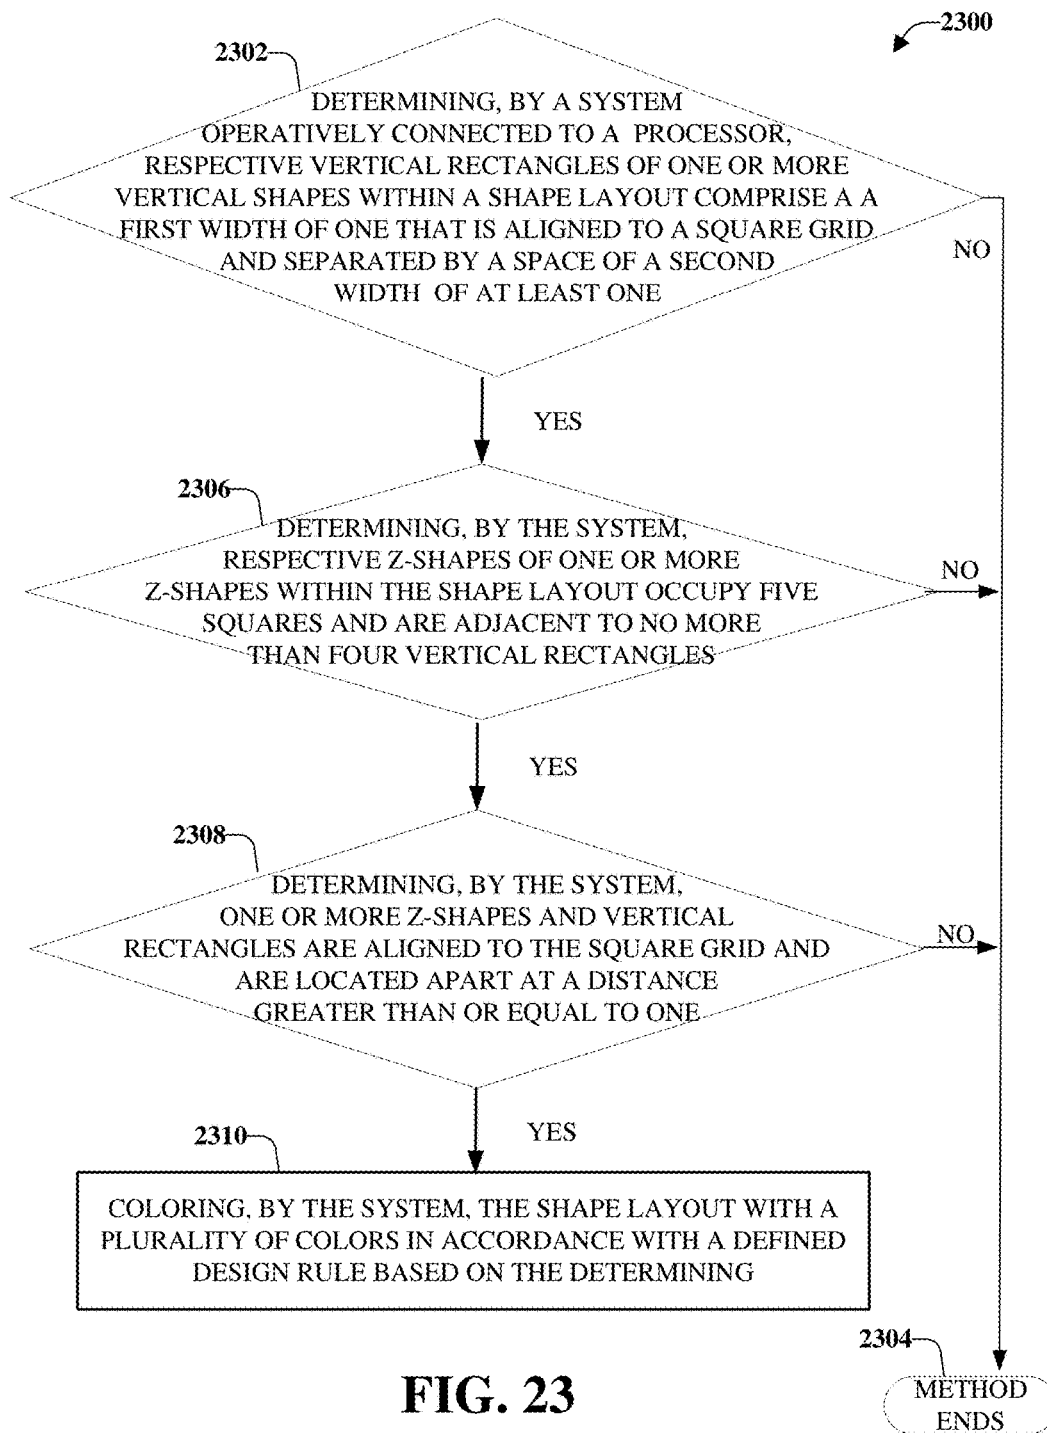 2300
2302
DETERMINING, BY A SYSTEM
OPERATIVELY CONNECTED TO A PROCESSOR,
RESPECTIVE VERTICAL RECTANGLES OF ONE OR MORE
VERTICAL SHAPES WITHIN A SHAPE LAYOUT COMPRISE A A
FIRST WIDTH OF ONE THAT IS ALIGNED TO A SQUARE GRID
AND SEPARATED BY A SPACE OF A SECOND
WIDTH OF AT LEAST ONE
NO
YES
2306
DETERMINING, BY THE SYSTEM,
RESPECTIVE Z-SHAPES OF ONE OR MORE
Z-SHAPES WITHIN THE SHAPE LAYOUT OCCUPY FIVE
SQUARES AND ARE ADJACENT TO NO MORE
THAN FOUR VERTICAL RECTANGLES
NO
YES
2308
DETERMINING, BY THE SYSTEM,
ONE OR MORE Z-SHAPES AND VERTICAL
RECTANGLES ARE ALIGNED TO THE SQUARE GRID AND
ARE LOCATED APART AT A DISTANCE
GREATER THAN OR EQUAL TO ONE
NO
YES
2310
COLORING, BY THE SYSTEM, THE SHAPE LAYOUT WITH A
PLURALITY OF COLORS IN ACCORDANCE WITH A DEFINED
DESIGN RULE BASED ON THE DETERMINING
2304
METHOD
ENDS
FIG. 23